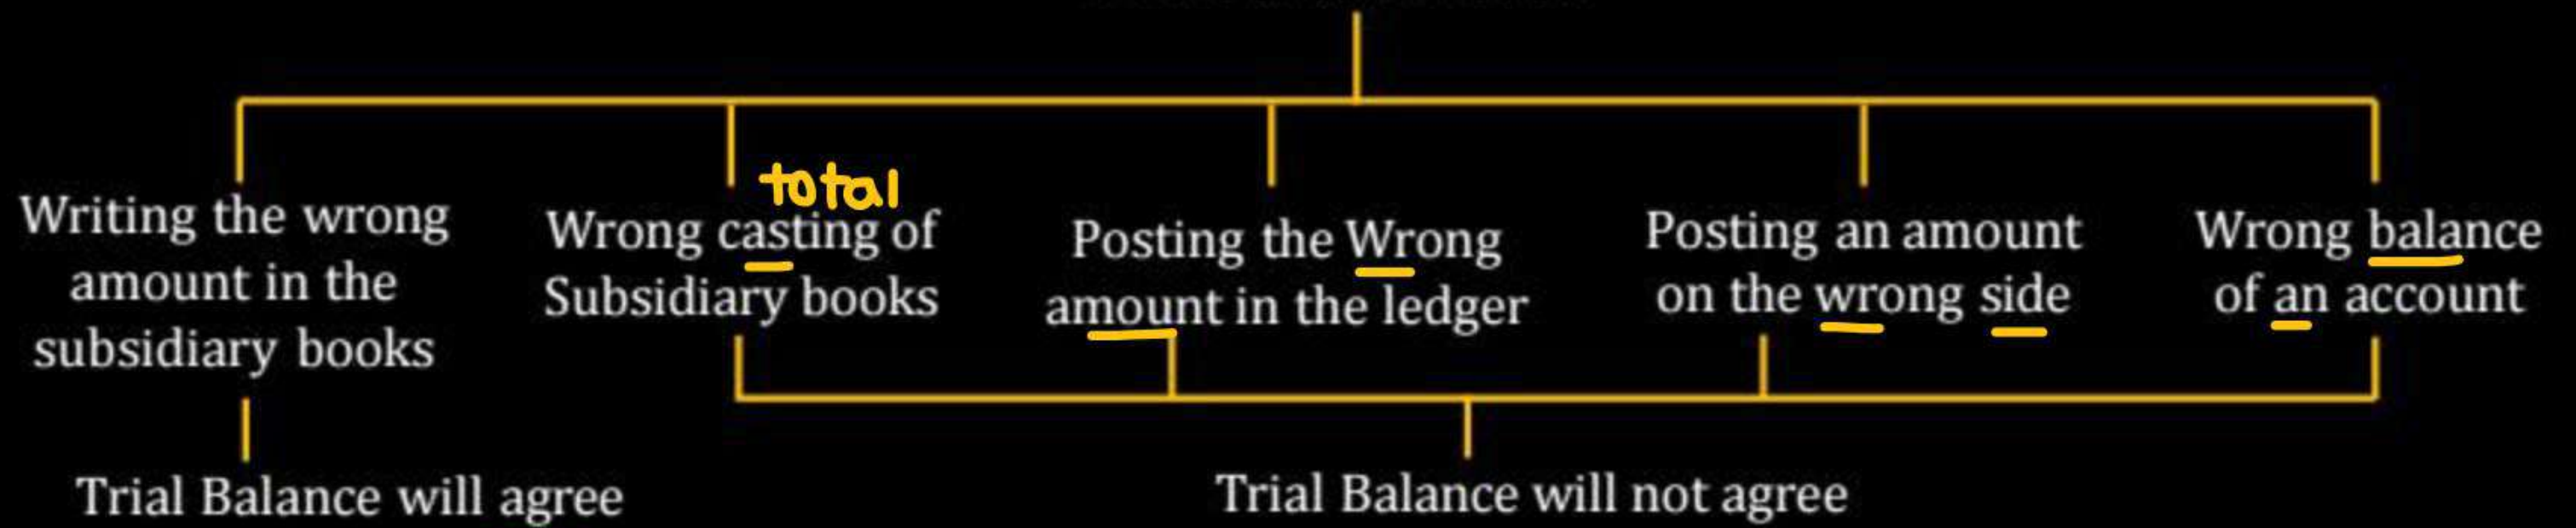 Writing the wrong
amount in the
subsidiary books
total
Wrong casting of
Subsidiary books
Posting the Wrong
amount in the ledger
Posting an amount
on the wrong side
Wrong balance
of an account
Trial Balance will agree
Trial Balance will not agree